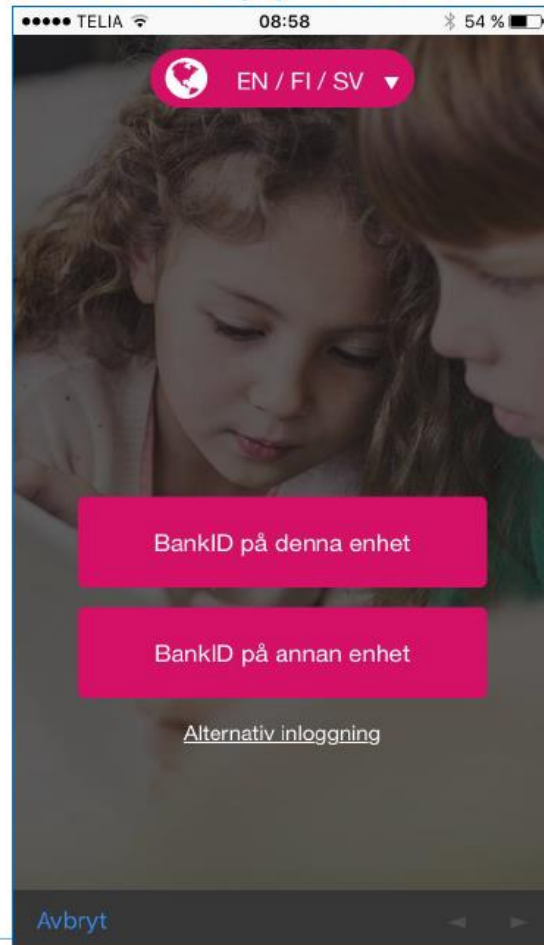 TELIA 08:58 54 %
EN / FI / SV
BankID på denna enhet
BankID på annan enhet
Alternativ inloggning
Avbryt